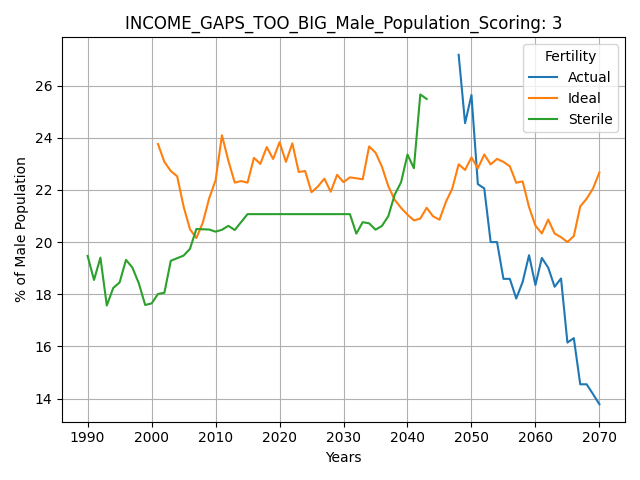 INCOME_GAPS_TOO_BIG_Male_Population_Scoring: 3
Fertility
Actual
Ideal
Sterile
% of Male Population
26
24
22
20
18
16
14
1990 2000 2010 2020 2030 2040 2050 2060 2070
Years